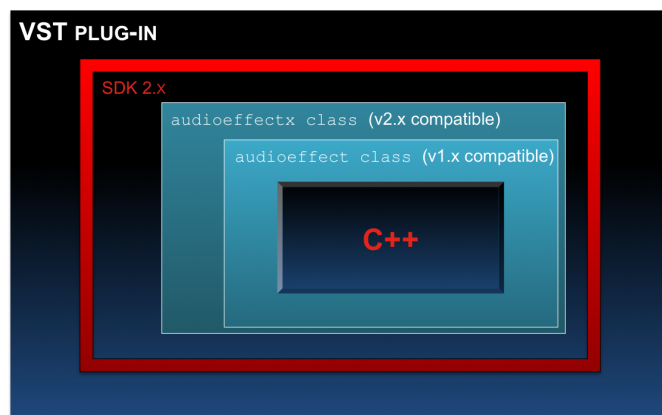 VST PLUG-IN
SDK 2.x
audioeffectx class (v2.x compatible)
audioeffect class (v1.x compatible)
C++